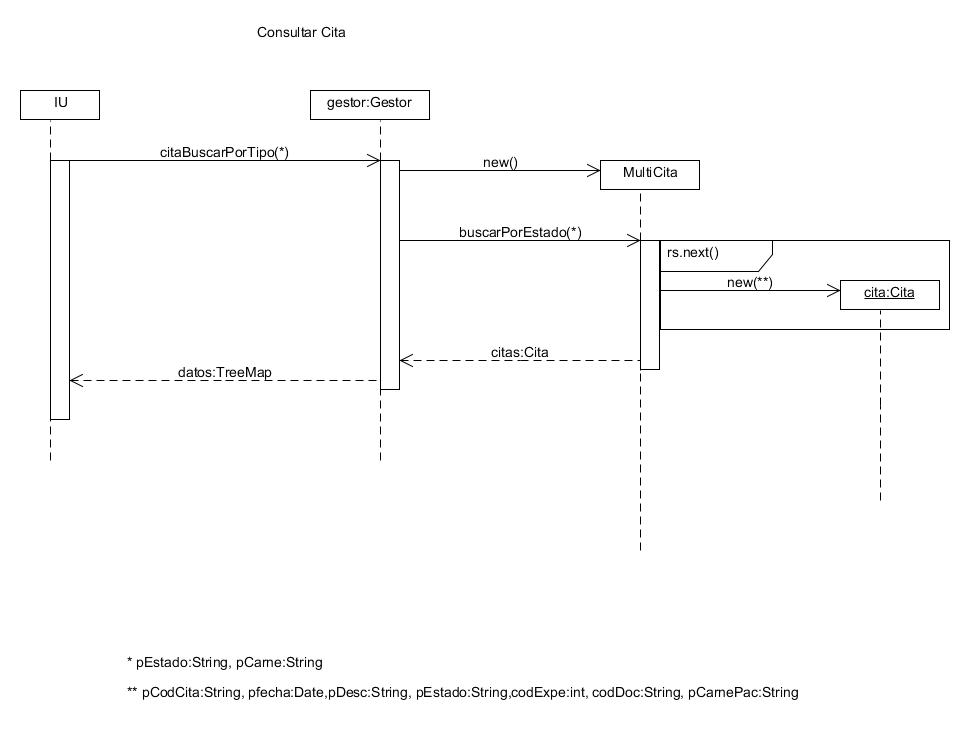 Consultar Cita
IU
gestor:Gestor
citaBuscarPorTipo(*)
new()
MultiCita
buscarPorEstado(*)
rs.next()
new(**)
cita:Cita
citas:Cita
datos:TreeMap
* pEstado:String, pCarne:String
** pCodCita:String, pfecha:Date,pDesc:String, pEstado:String,codExpe:int, codDoc:String, pCarnePac:String